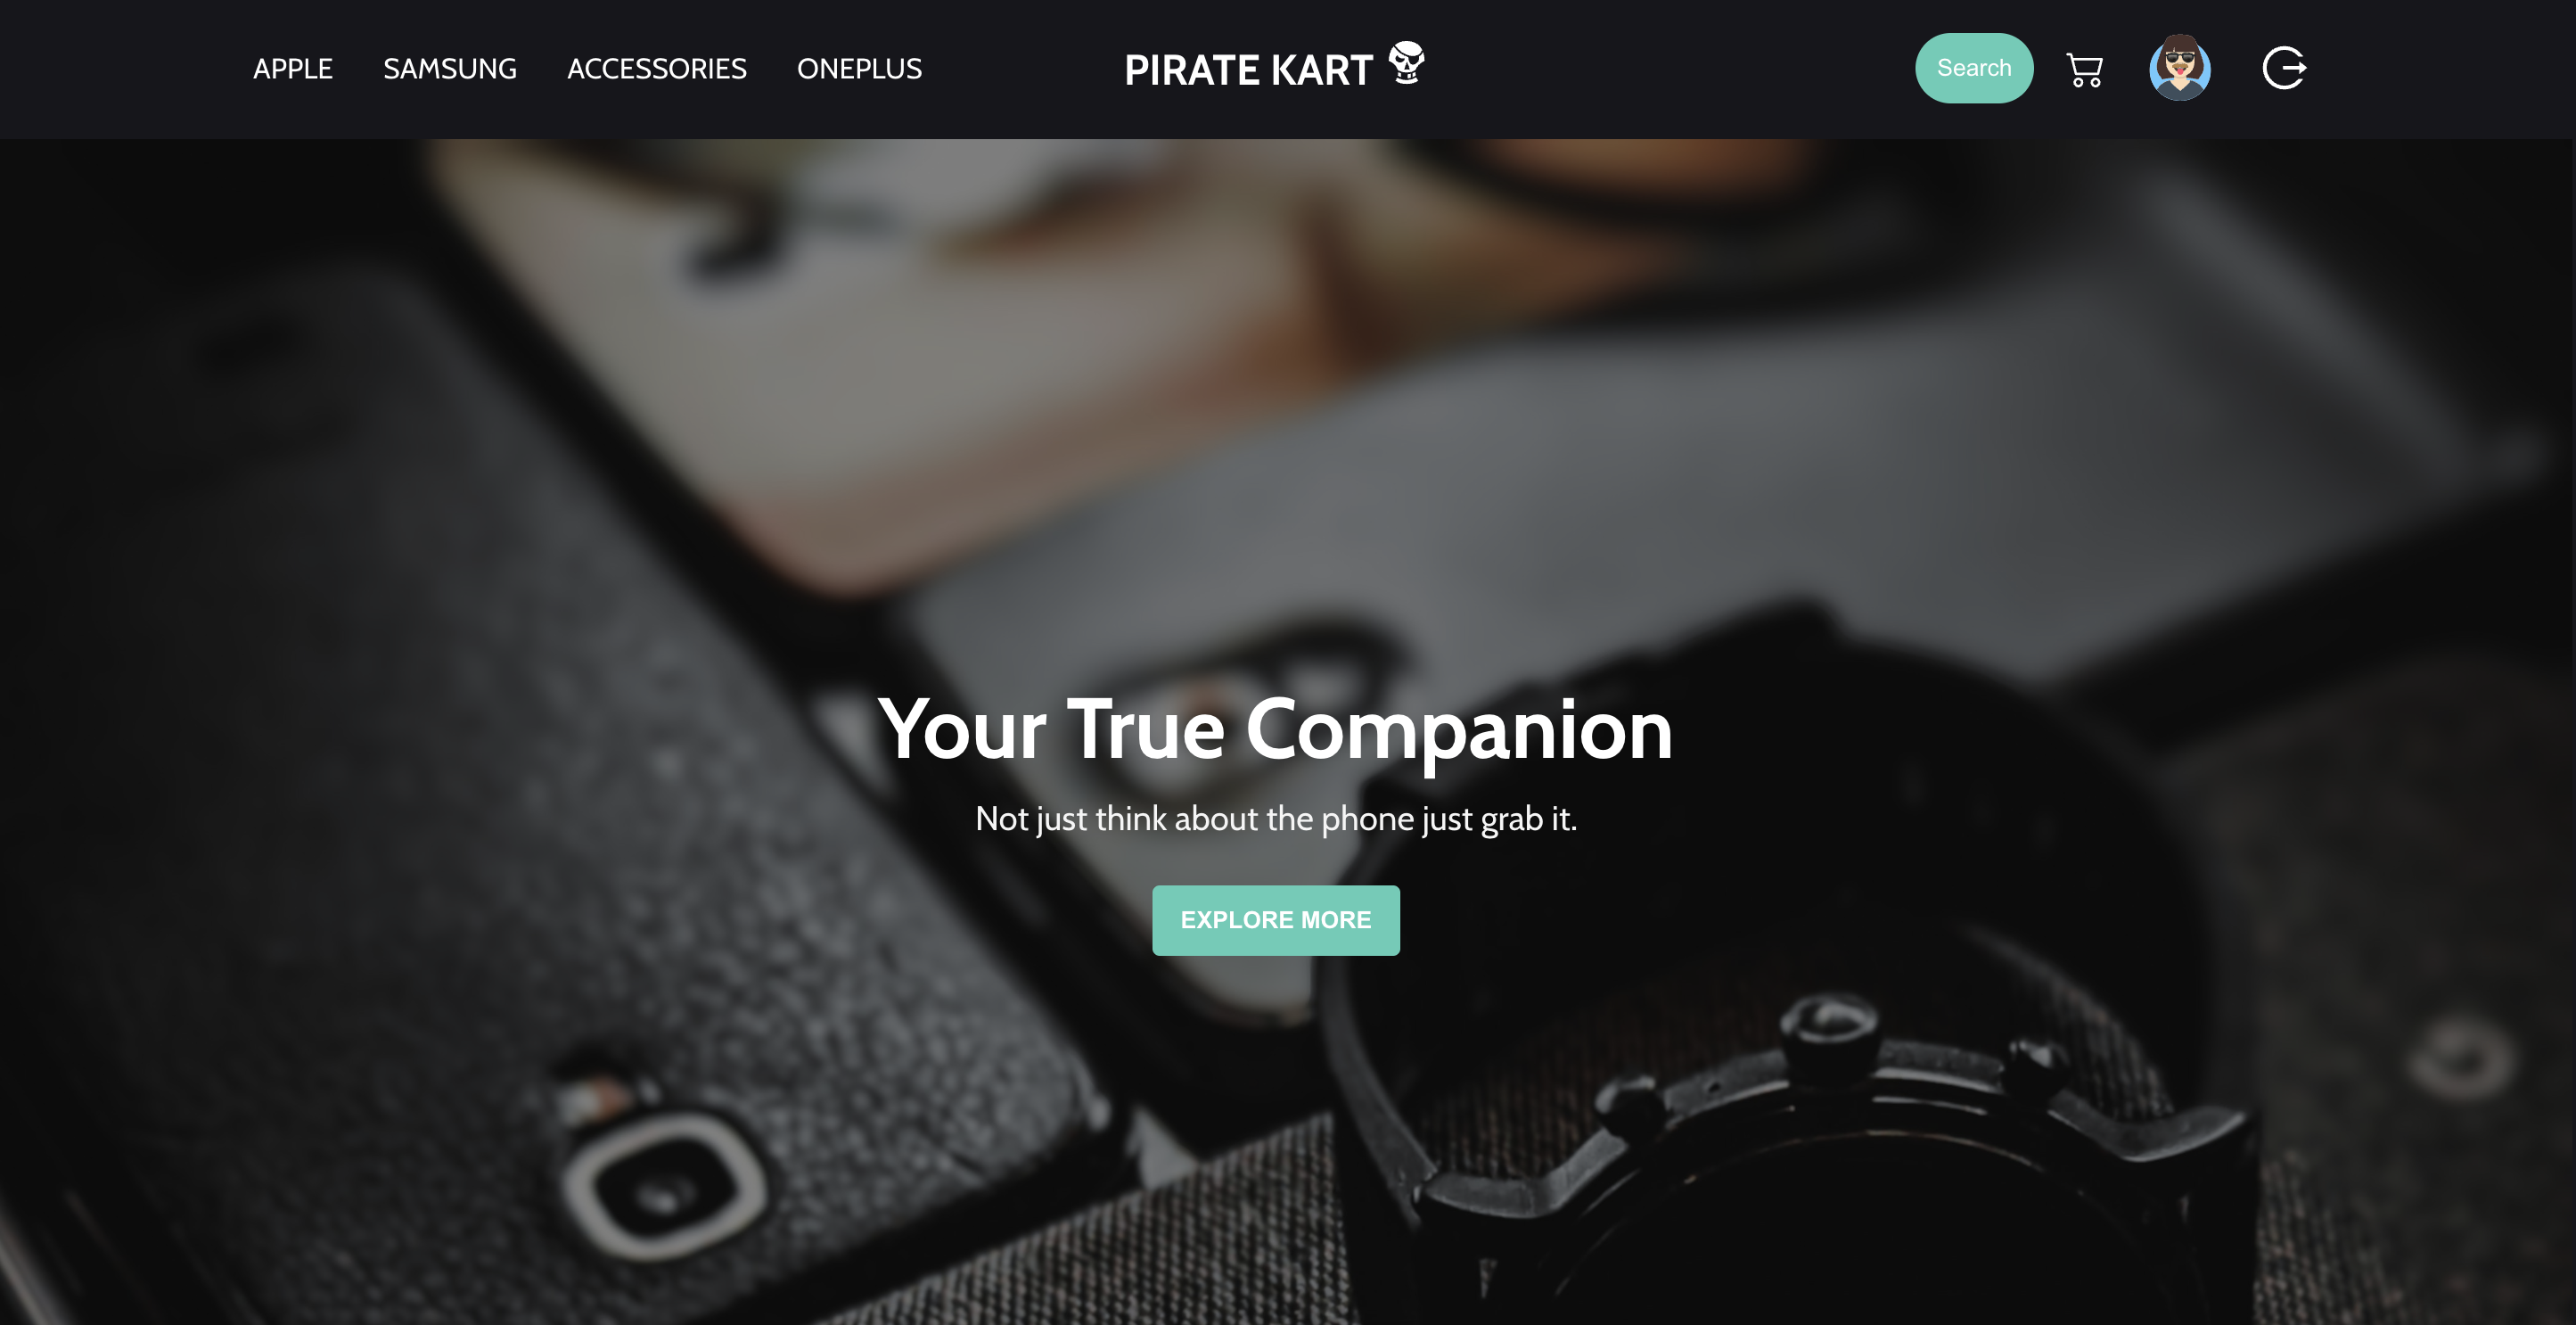 APPLE SAMSUNG ACCESSORIES ONEPLUS PIRATE KART Search
Your True Companion
Not just think about the phone just grab it.
EXPLORE MORE